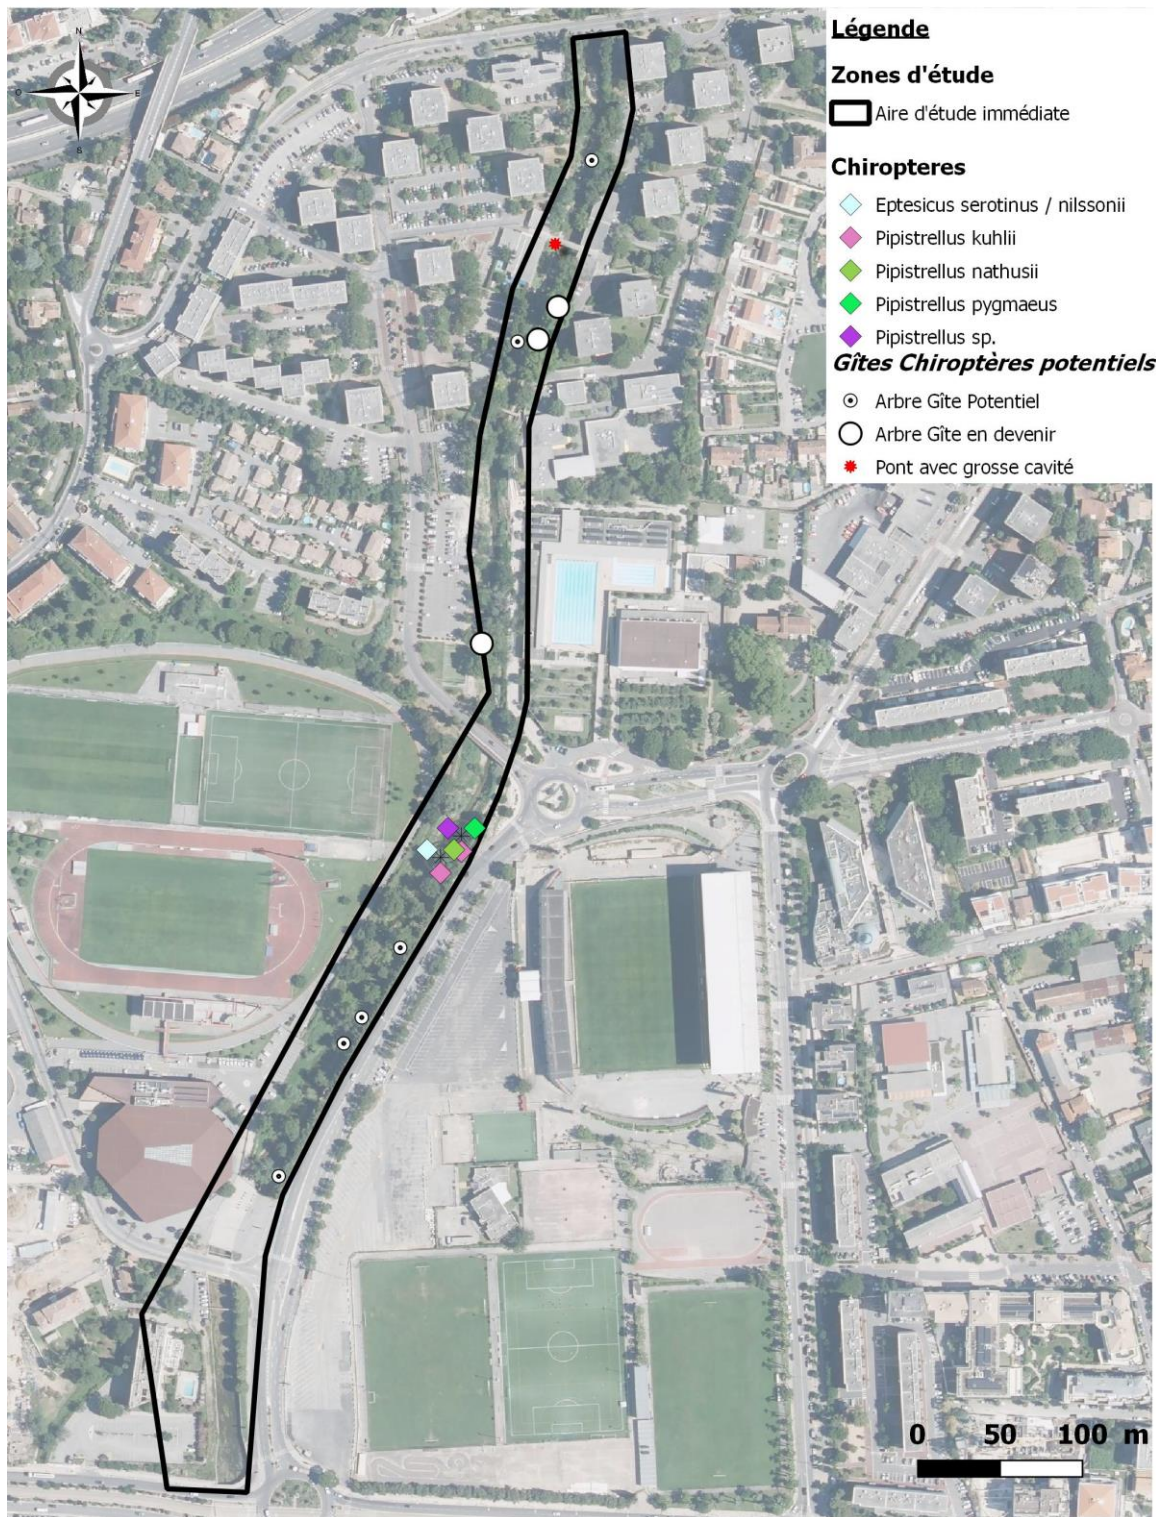 N
O
E
S
Légende
Zones d'étude
Aire d'étude immédiate
Chiropteres
Eptesicus serotinus / nilssonii
Pipistrellus kuhlii
Pipistrellus nathusii
Pipistrellus pygmaeus
Pipistrellus sp.
Gîtes Chiroptères potentiels
Arbre Gîte Potentiel
Arbre Gîte en devenir
Pont avec grosse cavité
0 50 100 m